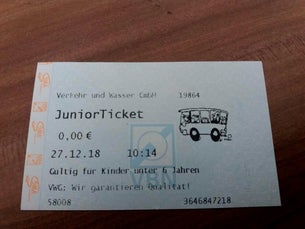 Verkehr und Wasser GmbH 19864
JuniorTicket
0,00 €
27.12.18 10:14
VBN
Gültig für Kinder unter 6 Jahren
VWG: Wir garantieren Qualität!
58008 3646847218